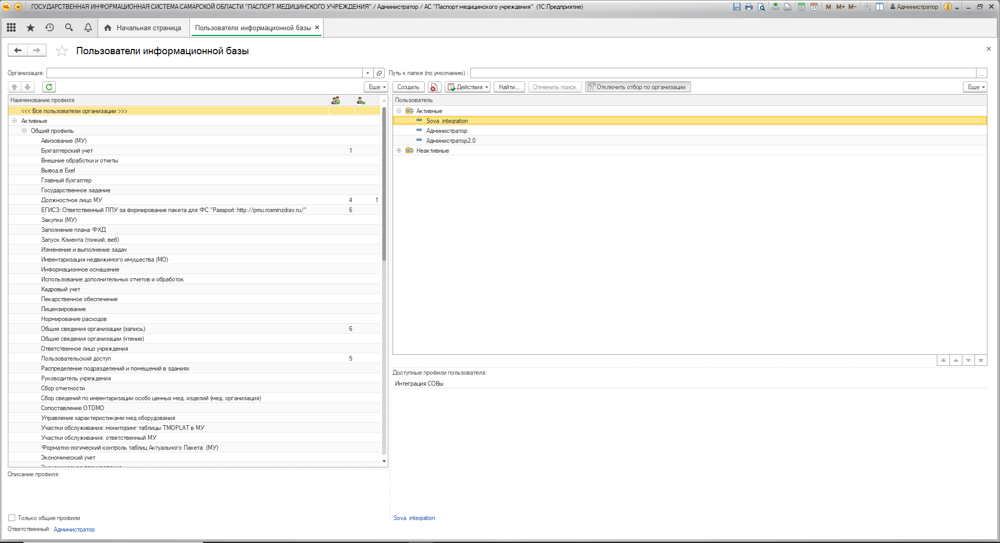 ГОСУДАРСТВЕННАЯ ИНФОРМАЦИОННАЯ СИСТЕМА САМАРСКОЙ ОБЛАСТИ "ПАСПОРТ МЕДИЦИНСКОГО УЧРЕЖДЕНИЯ" / Администратор / АС "Паспорт медицинского учреждения" (1С:Предприятие)
31 M M+ M- Администратор
Начальная страница Пользователи информационной базы
Пользователи информационной базы
Организация: Путь к папке (по умолчанию) : ...
Еще Создать Действия Найти... Отменить поиск Отключить отбор по организации Еще
Наименование профиля
Пользователь
<<< Все пользователи организации >>>
Активные
Общий профиль
Авизование (МУ)
Бухгалтерский учет 1
Внешние обработки и отчеты
Вывод в Exel
Главный бухгалтер
Государственное задание
Должностное лицо МУ 4 1
ЕГИСЗ: Ответственный ЛПУ за формирование пакета для ФС "Passport: http://pmu.rosminzdrav.ru/" 6
Закупки (МУ)
Заполнение плана ФХД
Запуск Клиента (тонкий, веб)
Изменение и выполнение задач
Инвентаризация недвижимого имущества (МО)
Информационное оснащение
Использование дополнительных отчетов и обработок
Кадровый учет
Лекарственное обеспечение
Лицензирование
Нормирование расходов
Общие сведения организации (запись) 6
Общие сведения организации (чтение)
Ответственное лицо учреждения
Пользовательский доступ 5
Распределение подразделений и помещений в зданиях
Руководитель учреждения
Сбор отчетности
Сбор сведений по инвентаризации особо ценных мед. изделий (мед. организация)
Сопоставление OTDMO
Управление характеристиками мед оборудования
Участки обслуживания: мониторинг таблицы TMOPLAT в МУ
Участки обслуживания: ответственный МУ
Форматно-логический контроль таблиц Актуального Пакета (МУ)
Экономический учет
Активные
Sova_integration
Администратор
Администратор2.0
Неактивные
Доступные профили пользователя:
Интеграция СОВы
Описание профиля:
Только общие профили
Sova_integration
Ответственный: Администратор